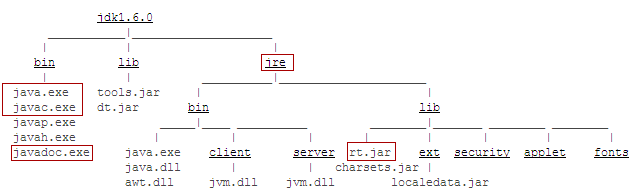 jdk1.6.0
bin lib jre
java.exe tools.jar
javac.exe dt.jar bin lib
javap.exe
javah.exe java.exe client server rt.jar ext security applet fonts
javadoc.exe java.dll charsets.jar
awt.dll jvm.dll jvm.dll localedata.jar